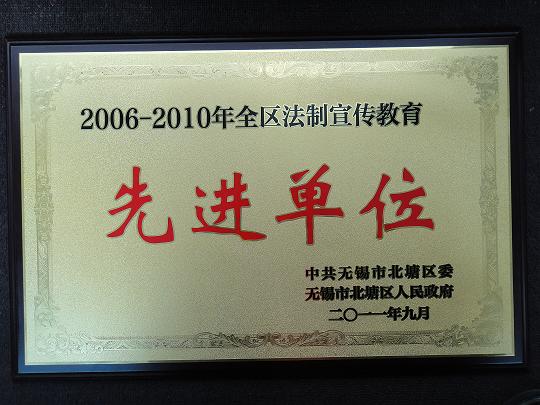 2006-2010年全区法制宣传教育
先进单位
中共无锡市北塘区委
无锡市北塘区人民政府
二〇一一年九月